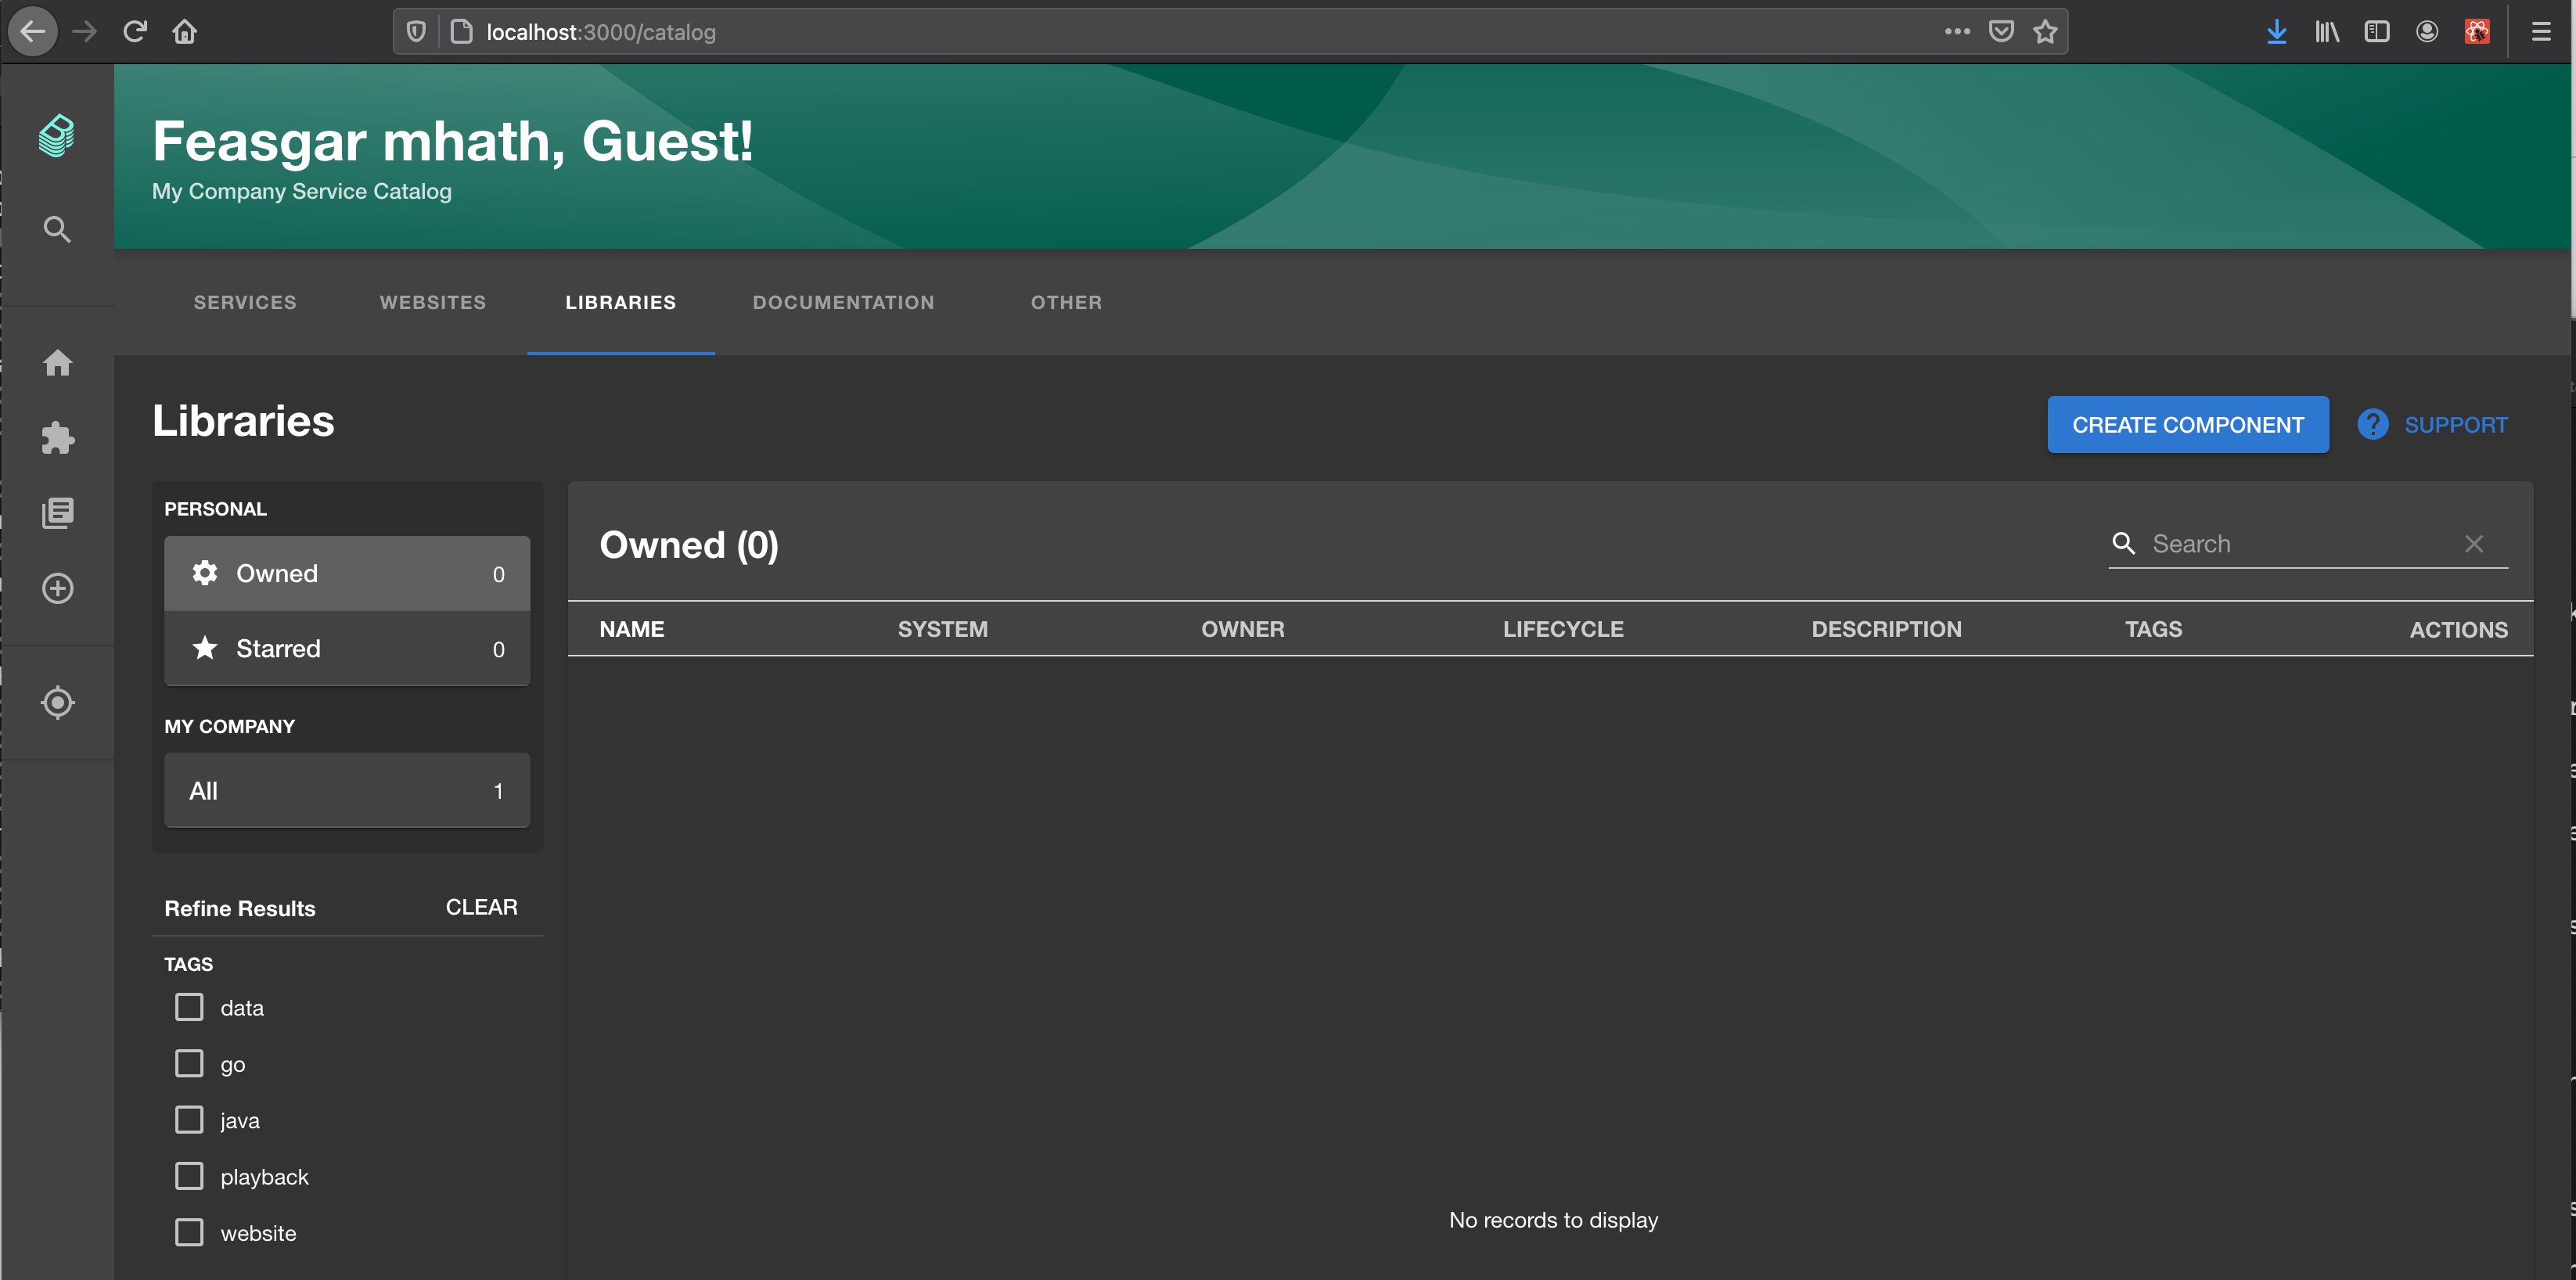 localhost:3000/catalog
Feasgar mhath, Guest!
My Company Service Catalog
SERVICES WEBSITES LIBRARIES DOCUMENTATION OTHER
Libraries
CREATE COMPONENT
SUPPORT
PERSONAL
Owned 0
Starred 0
MY COMPANY
All 1
Refine Results CLEAR
TAGS
data
go
java
playback
website
Owned (0)
Search
NAME SYSTEM OWNER LIFECYCLE DESCRIPTION TAGS ACTIONS
No records to display